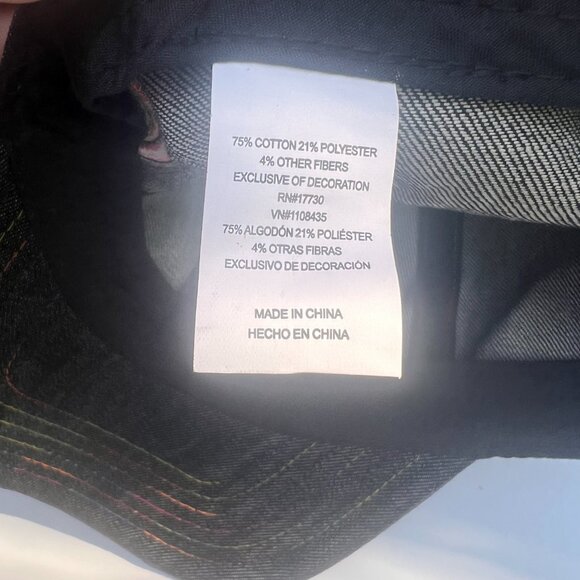 75% COTTON 21% POLYESTER
4% OTHER FIBERS
EXCLUSIVE OF DECORATION
RN#17730
VN#1108435
75% ALGODÓN 21% POLIÉSTER
4% OTRAS FIBRAS
EXCLUSIVO DE DECORACIÓN
MADE IN CHINA
HECHO EN CHINA